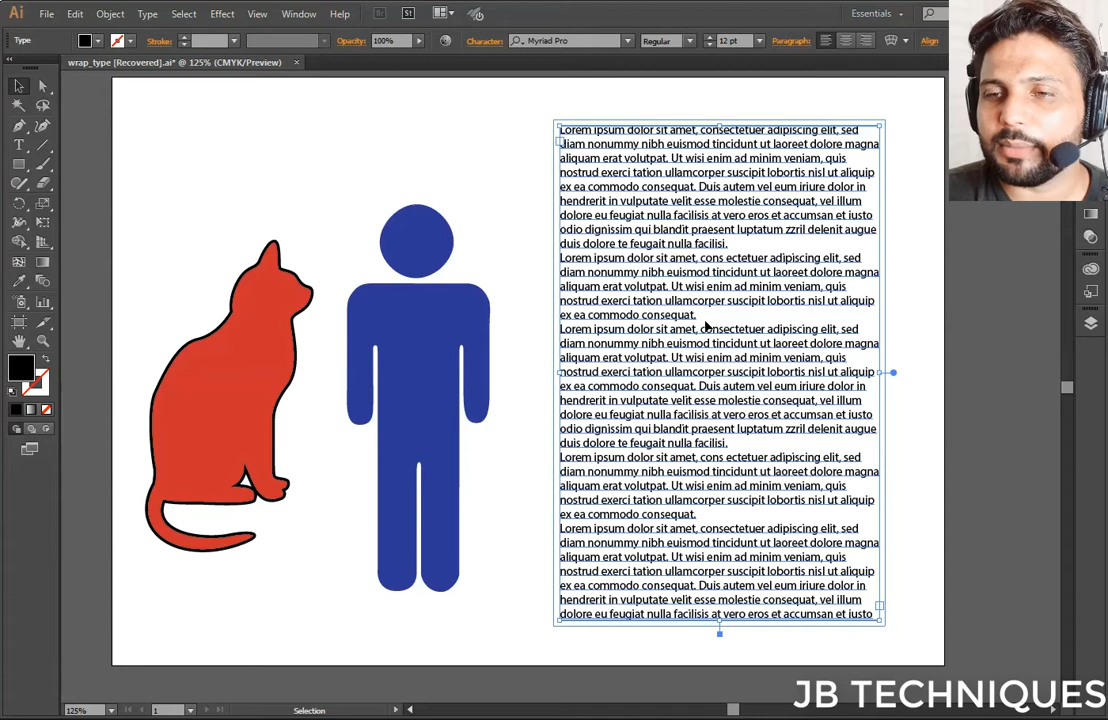 Ai File Edit Object Type Select Effect View Window Help Br St Essentials
Type Stroke: Opacity: 100% Character: Myriad Pro Regular 12 pt Paragraph: Align
wrap_type [Recovered].ai* @ 125% (CMYK/Preview) ×
Lorem ipsum dolor sit amet, consectetuer adipiscing elit, sed
diam nonummy nibh euismod tincidunt ut laoreet dolore magna
aliquam erat volutpat. Ut wisi enim ad minim veniam, quis
nostrud exerci tation ullamcorper suscipit lobortis nisl ut aliquip
ex ea commodo consequat. Duis autem vel eum iriure dolor in
hendrerit in vulputate velit esse molestie consequat, vel illum
dolore eu feugiat nulla facilisis at vero eros et accumsan et iusto
odio dignissim qui blandit praesent luptatum zzril delenit augue
duis dolore te feugait nulla facilisi.
Lorem ipsum dolor sit amet, cons ectetuer adipiscing elit, sed
diam nonummy nibh euismod tincidunt ut laoreet dolore magna
aliquam erat volutpat. Ut wisi enim ad minim veniam, quis
nostrud exerci tation ullamcorper suscipit lobortis nisl ut aliquip
ex ea commodo consequat.
Lorem ipsum dolor sit amet, consectetuer adipiscing elit, sed
diam nonummy nibh euismod tincidunt ut laoreet dolore magna
aliquam erat volutpat. Ut wisi enim ad minim veniam, quis
nostrud exerci tation ullamcorper suscipit lobortis nisl ut aliquip
ex ea commodo consequat. Duis autem vel eum iriure dolor in
hendrerit in vulputate velit esse molestie consequat, vel illum
dolore eu feugiat nulla facilisis at vero eros et accumsan et iusto
odio dignissim qui blandit praesent luptatum zzril delenit augue
duis dolore te feugait nulla facilisi.
Lorem ipsum dolor sit amet, cons ectetuer adipiscing elit, sed
diam nonummy nibh euismod tincidunt ut laoreet dolore magna
aliquam erat volutpat. Ut wisi enim ad minim veniam, quis
nostrud exerci tation ullamcorper suscipit lobortis nisl ut aliquip
ex ea commodo consequat.
Lorem ipsum dolor sit amet, consectetuer adipiscing elit, sed
diam nonummy nibh euismod tincidunt ut laoreet dolore magna
aliquam erat volutpat. Ut wisi enim ad minim veniam, quis
nostrud exerci tation ullamcorper suscipit lobortis nisl ut aliquip
ex ea commodo consequat. Duis autem vel eum iriure dolor in
hendrerit in vulputate velit esse molestie consequat, vel illum
dolore eu feugiat nulla facilisis at vero eros et accumsan et iusto
JB TECHNIQUES
125% 1 Selection